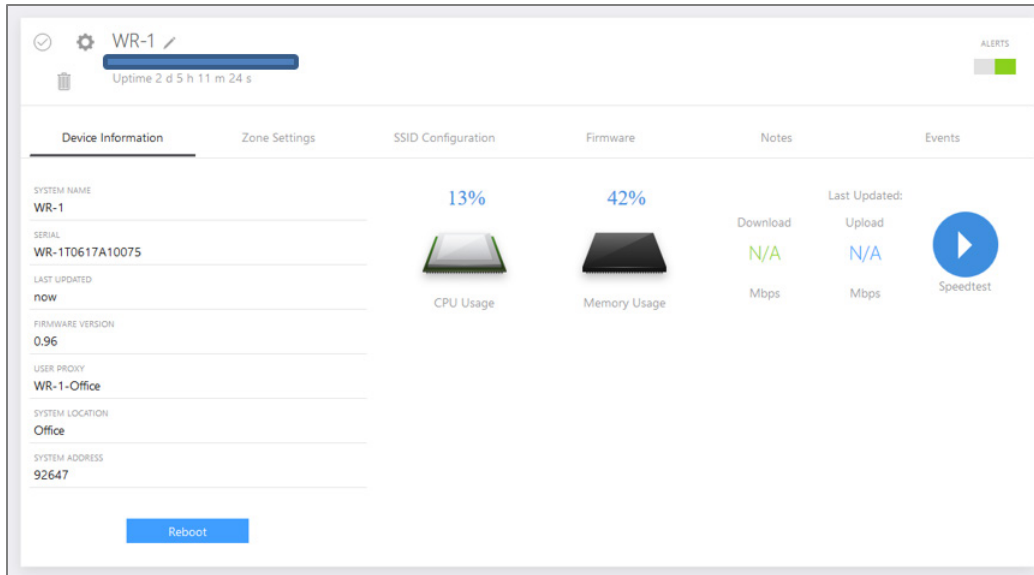 WR-1
ALERTS
Uptime 2 d 5 h 11 m 24 s
Device Information Zone Settings SSID Configuration Firmware Notes Events
SYSTEM NAME
WR-1
SERIAL
WR-1T0617A10075
LAST UPDATED
now
FIRMWARE VERSION
0.96
USER PROXY
WR-1-Office
SYSTEM LOCATION
Office
SYSTEM ADDRESS
92647
Reboot
13%
CPU Usage
42%
Memory Usage
Last Updated:
Download Upload
N/A N/A
Mbps Mbps
Speedtest